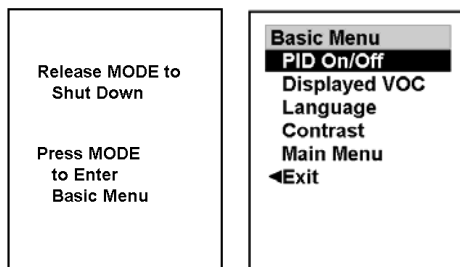 Release MODE to
Shut Down
Press MODE
to Enter
Basic Menu
Basic Menu
PID On/Off
Displayed VOC
Language
Contrast
Main Menu
◄Exit